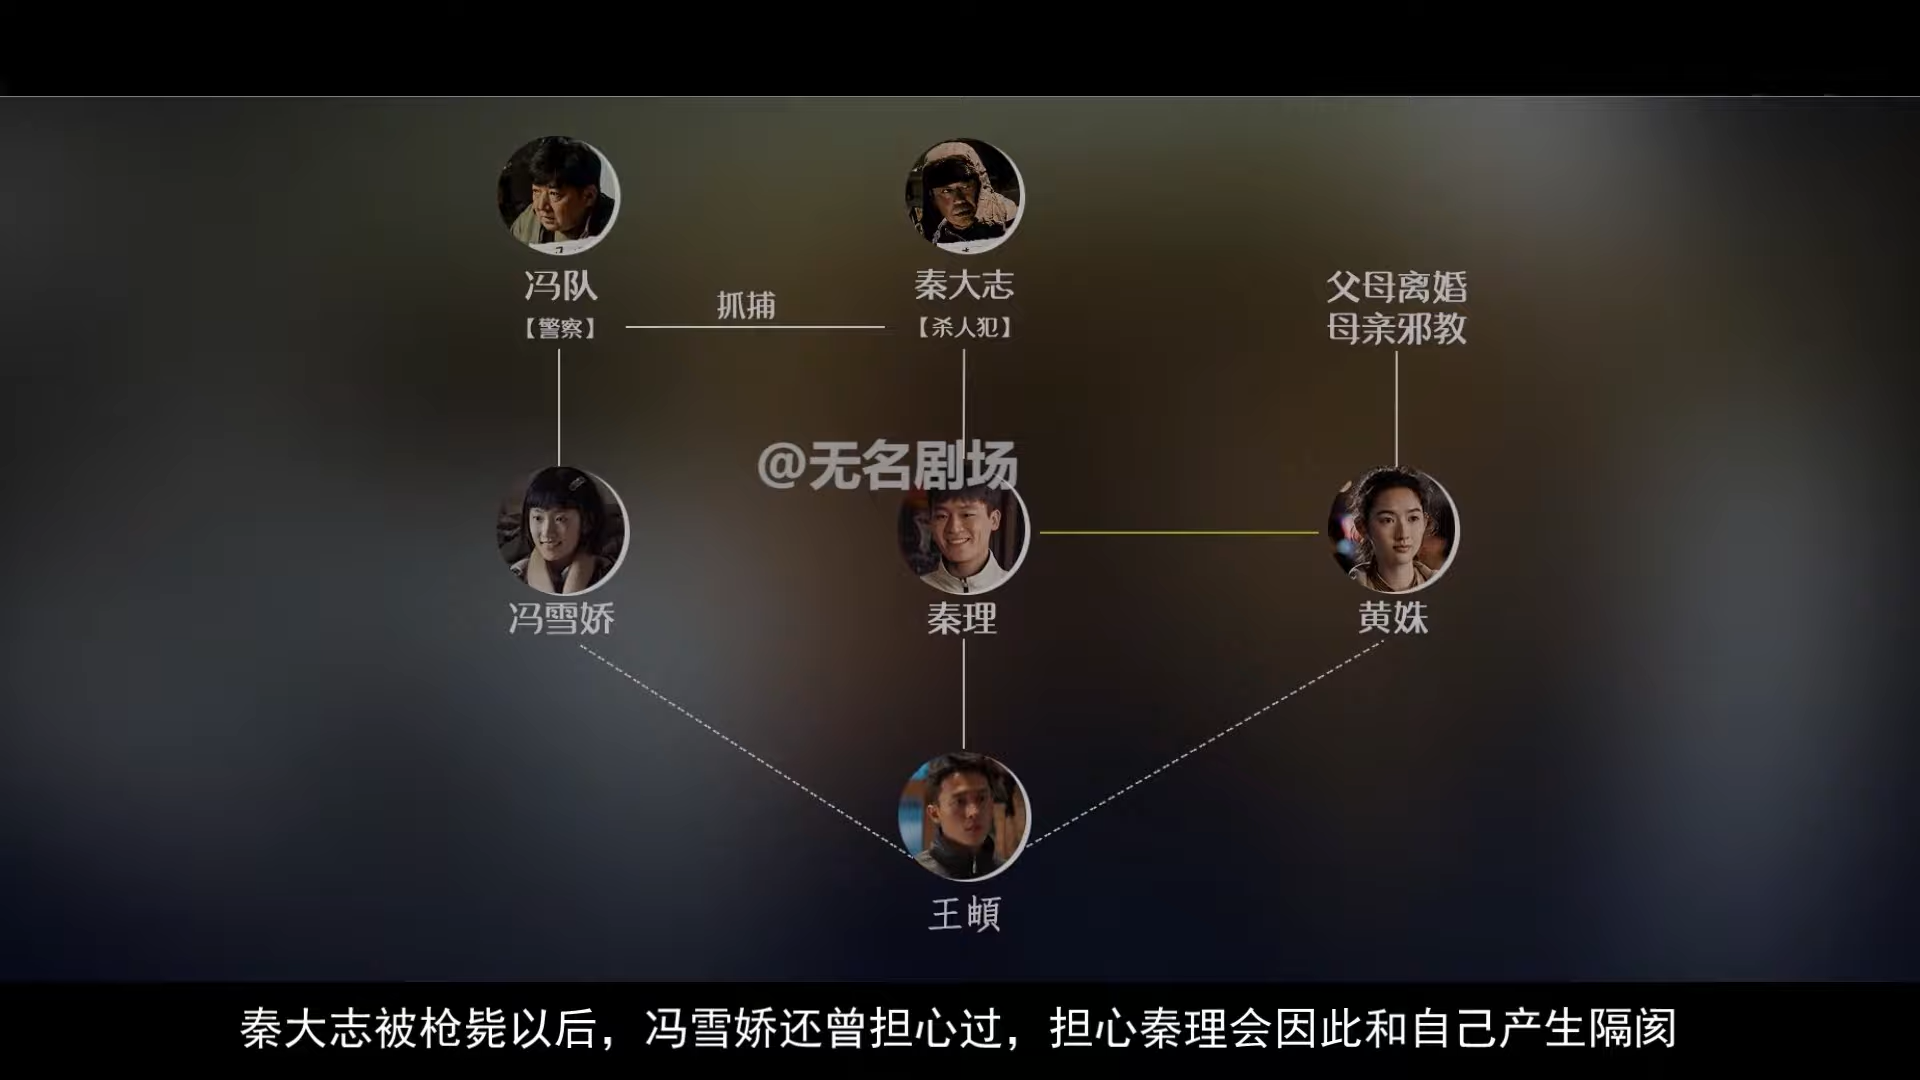 冯队
【警察】
抓捕
秦大志
【杀人犯】
父母离婚
母亲邪教
@无名剧场
冯雪娇
秦理
黄姝
王頔
秦大志被枪毙以后，冯雪娇还曾担心过，担心秦理会因此和自己产生隔阂